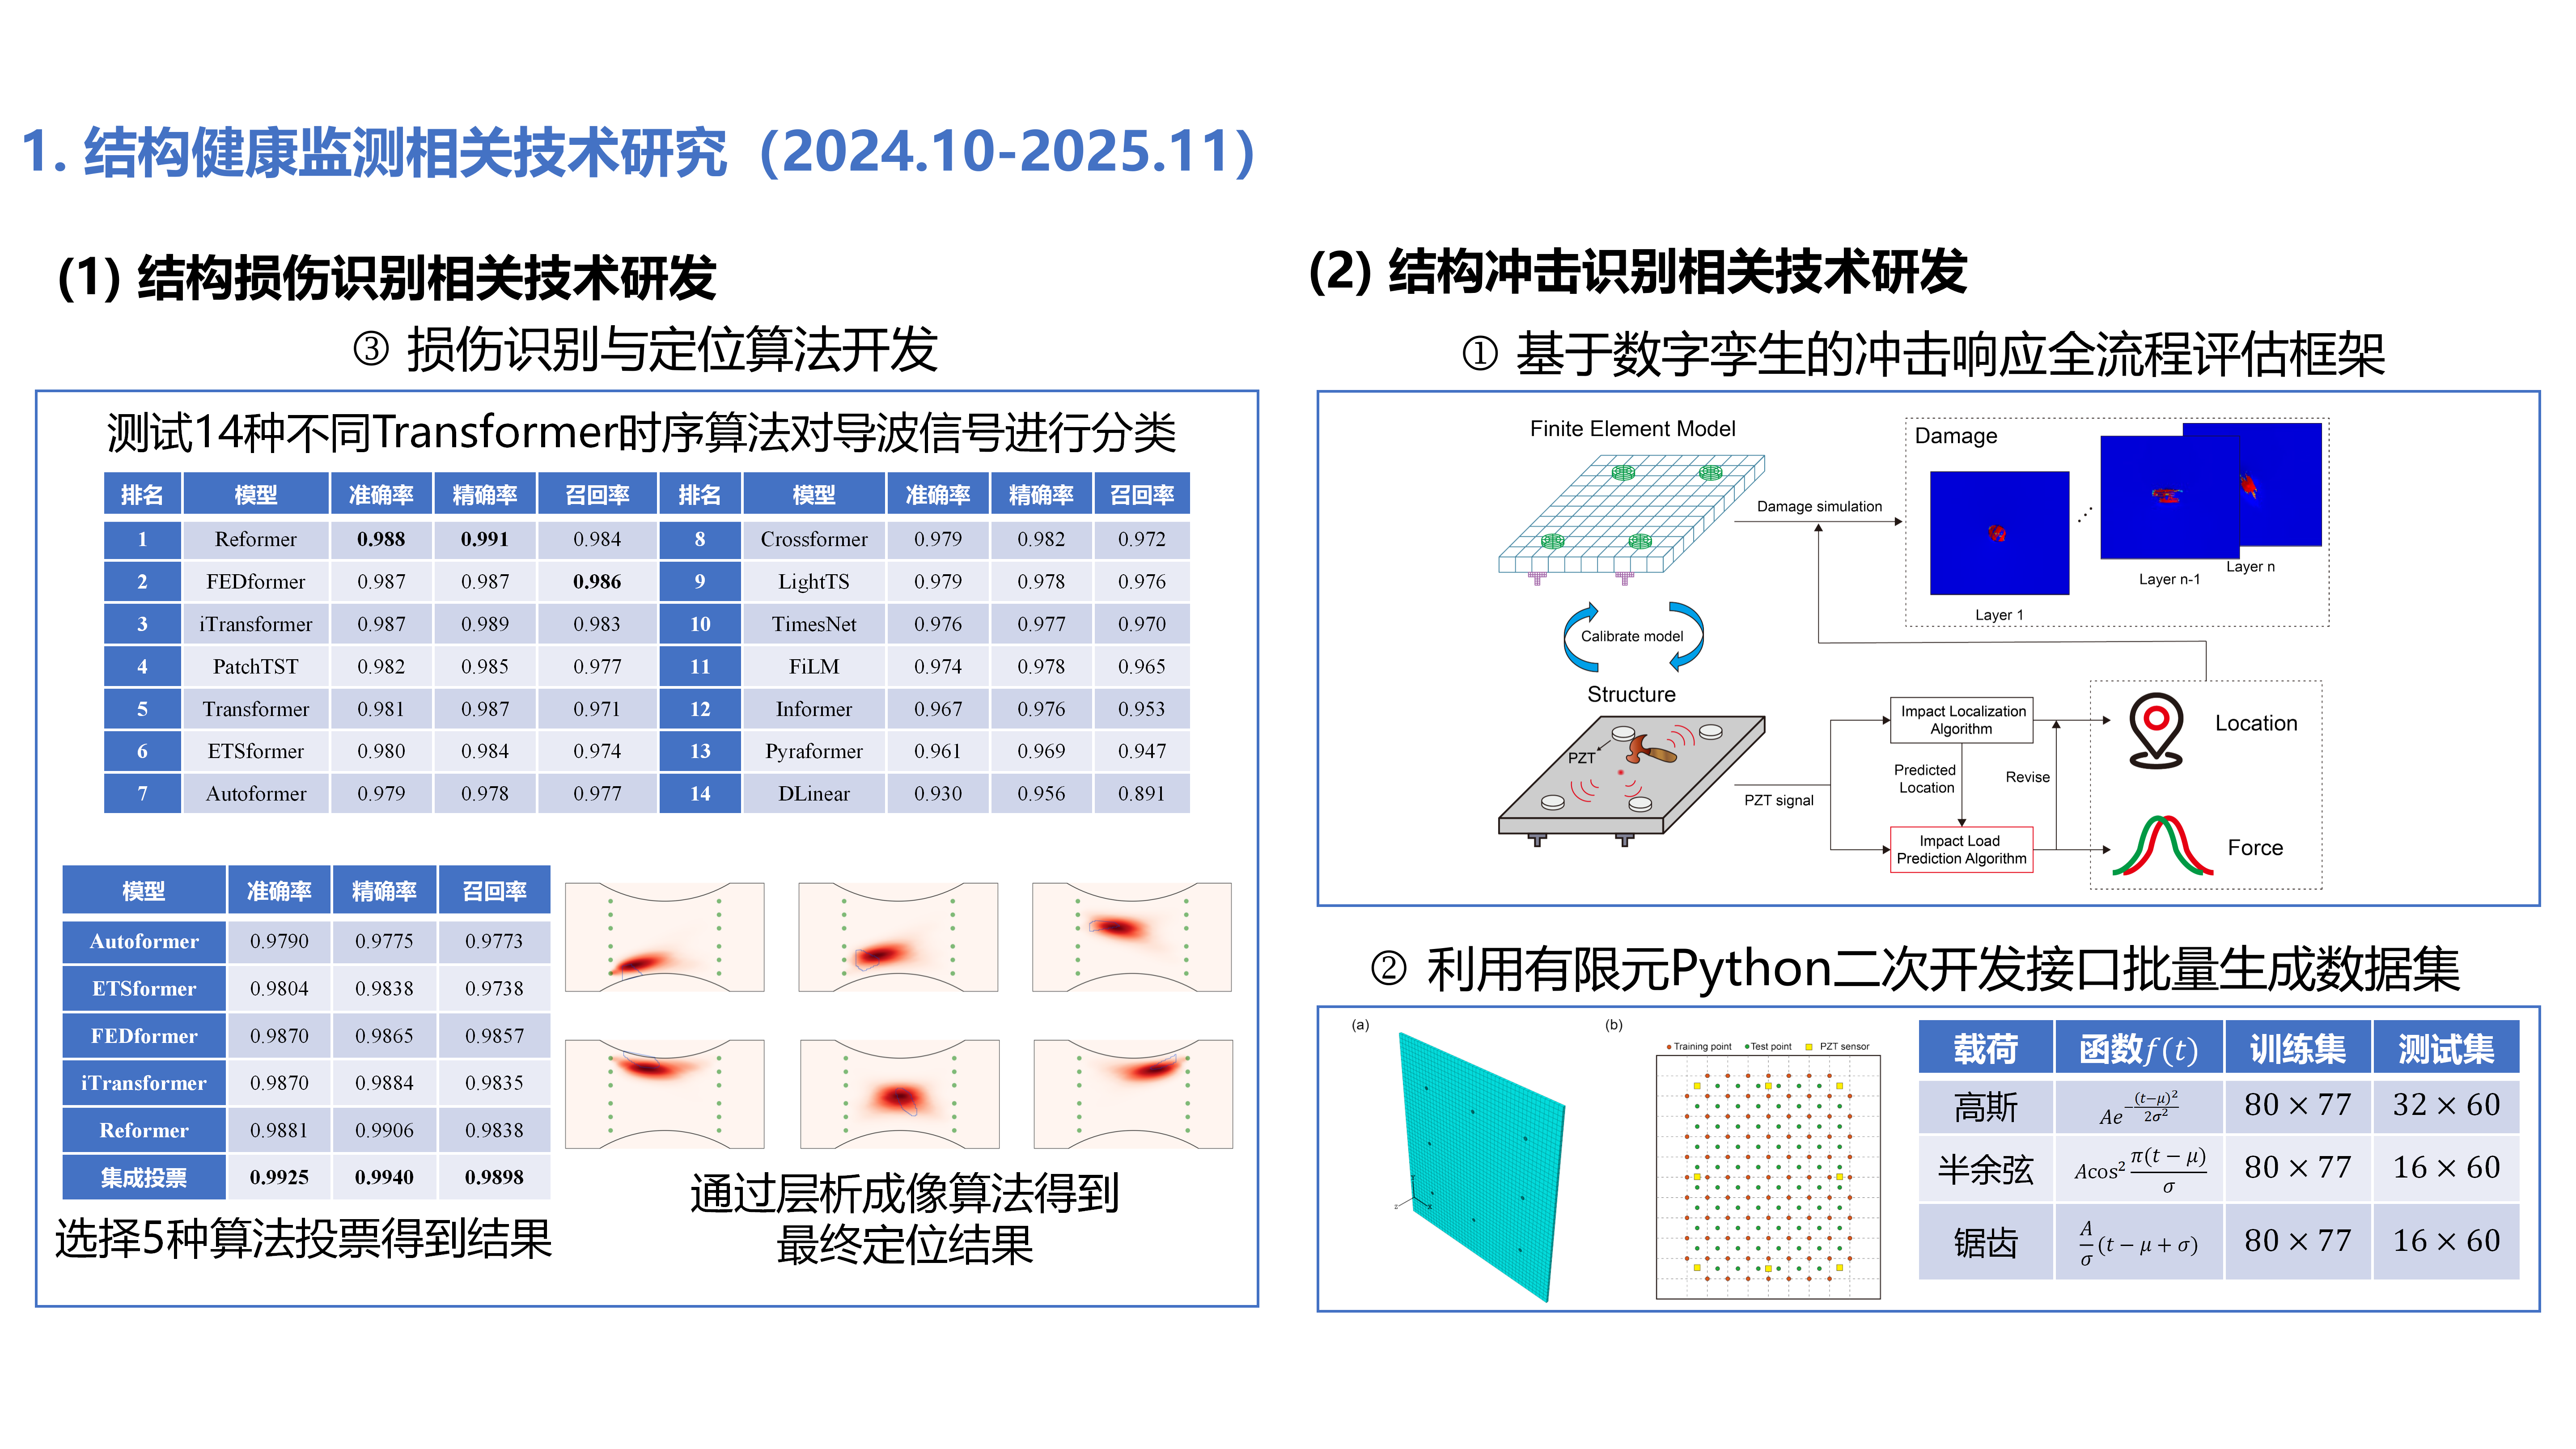 1. 结构健康监测相关技术研究（2024.10-2025.11）
(1) 结构损伤识别相关技术研发
③ 损伤识别与定位算法开发
测试14种不同Transformer时序算法对导波信号进行分类
排名 模型 准确率 精确率 召回率 排名 模型 准确率 精确率 召回率
1 Reformer 0.988 0.991 0.984 8 Crossformer 0.979 0.982 0.972
2 FEDformer 0.987 0.987 0.986 9 LightTS 0.979 0.978 0.976
3 iTransformer 0.987 0.989 0.983 10 TimesNet 0.976 0.977 0.970
4 PatchTST 0.982 0.985 0.977 11 FiLM 0.974 0.978 0.965
5 Transformer 0.981 0.987 0.971 12 Informer 0.967 0.976 0.953
6 ETSformer 0.980 0.984 0.974 13 Pyraformer 0.961 0.969 0.947
7 Autoformer 0.979 0.978 0.977 14 DLinear 0.930 0.956 0.891
模型 准确率 精确率 召回率
Autoformer 0.9790 0.9775 0.9773
ETSformer 0.9804 0.9838 0.9738
FEDformer 0.9870 0.9865 0.9857
iTransformer 0.9870 0.9884 0.9835
Reformer 0.9881 0.9906 0.9838
集成投票 0.9925 0.9940 0.9898
选择5种算法投票得到结果
通过层析成像算法得到
最终定位结果
(2) 结构冲击识别相关技术研发
① 基于数字孪生的冲击响应全流程评估框架
Finite Element Model
Damage simulation
Damage
Layer 1
Layer n-1
Layer n
Calibrate model
Structure
PZT
PZT signal
Impact Localization
Algorithm
Predicted
Location
Revise
Impact Load
Prediction Algorithm
Location
Force
② 利用有限元Python二次开发接口批量生成数据集
(a)
z
x
(b)
Training point Test point PZT sensor
载荷 函数f(t) 训练集 测试集
高斯 Ae^{-\frac{(t-μ)^2}{2σ^2}} 80 × 77 32 × 60
半余弦 Acos^2 \frac{π(t − μ)}{σ} 80 × 77 16 × 60
锯齿 \frac{A}{σ}(t − μ + σ) 80 × 77 16 × 60